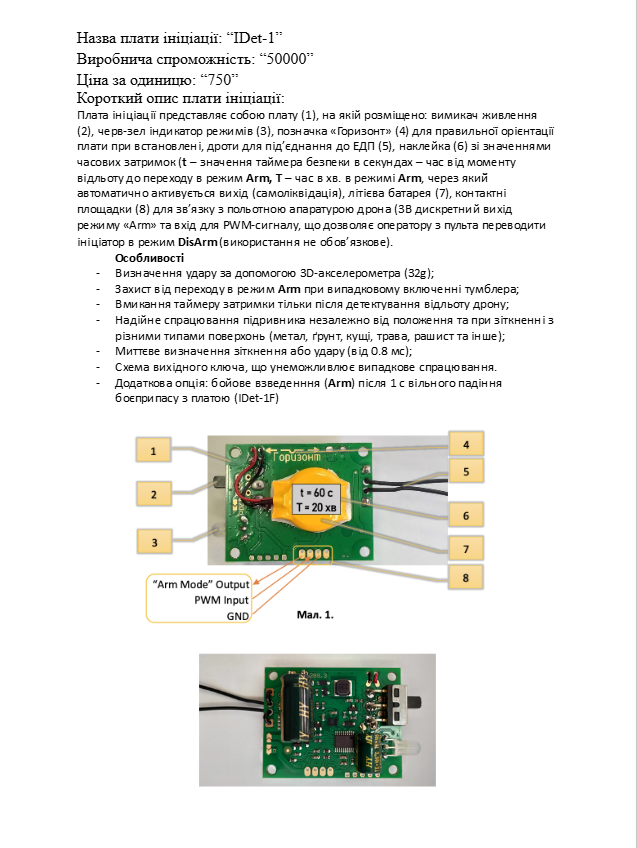 Назва плати ініціації: “IDet-1”
Виробнича спроможність: “50000”
Ціна за одиницю: “750”
Короткий опис плати ініціації:
Плата ініціації представляє собою плату (1), на якій розміщено: вимикач живлення
(2), черв-зел індикатор режимів (3), позначка «Горизонт» (4) для правильної орієнтації
плати при встановлені, дроти для під’єднання до ЕДП (5), наклейка (6) зі значеннями
часових затримок (t – значення таймера безпеки в секундах – час від моменту
відльоту до переходу в режим Arm, T – час в хв. в режимі Arm, через який
автоматично активується вихід (самоліквідація), літієва батарея (7), контактні
площадки (8) для зв’язку з польотною апаратурою дрона (3В дискретний вихід
режиму «Arm» та вхід для PWM-сигналу, що дозволяє оператору з пульта переводити
ініціатор в режим DisArm (використання не обов’язкове).
Особливості
- Визначення удару за допомогою 3D-акселерометра (32g);
- Захист від переходу в режим Arm при випадковому включенні тумблера;
- Вмикання таймеру затримки тільки після детектування відльоту дрону;
- Надійне спрацювання підривника незалежно від положення та при зіткненні з
різними типами поверхонь (метал, ґрунт, кущі, трава, рашист та інше);
- Миттєве визначення зіткнення або удару (від 0.8 мс);
- Схема вихідного ключа, що унеможливлює випадкове спрацювання.
- Додаткова опція: бойове взведенння (Arm) після 1 с вільного падіння
боєприпасу з платою (IDet-1F)
1
2
3
4
5
6
7
8
Горизонт
t = 60 с
T = 20 хв
“Arm Mode” Output
PWM Input
GND
Мал. 1.